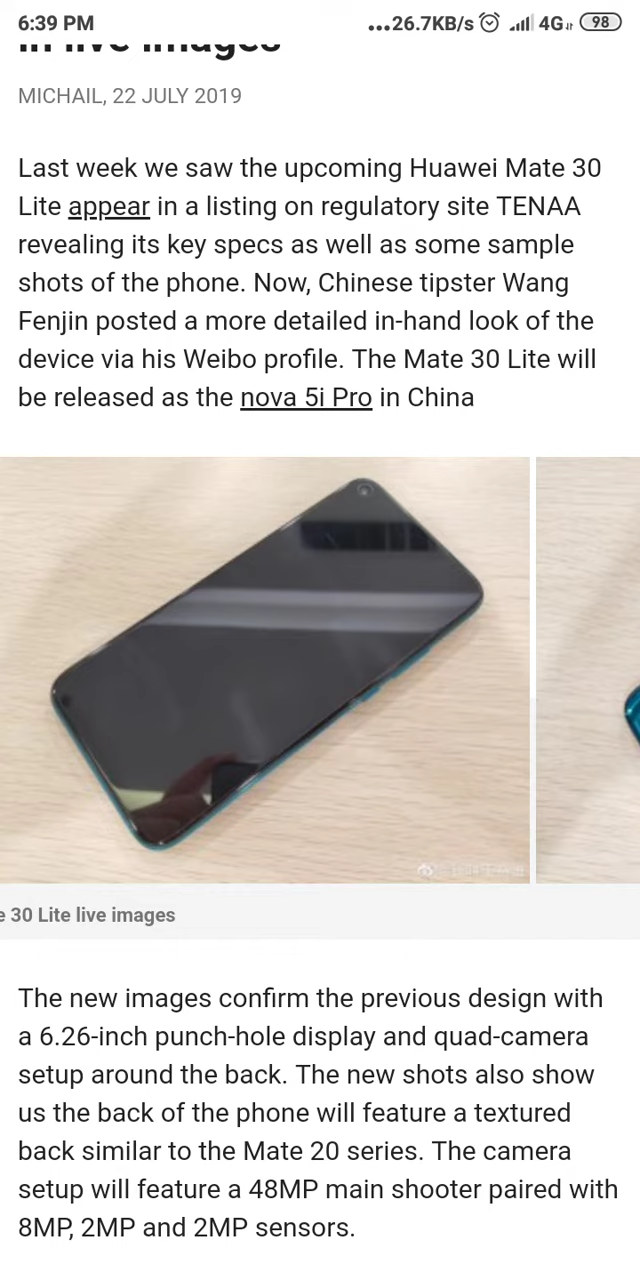 6:39 PM
...26.7KB/s 4G 98
in live images
MICHAIL, 22 JULY 2019
Last week we saw the upcoming Huawei Mate 30
Lite appear in a listing on regulatory site TENAA
revealing its key specs as well as some sample
shots of the phone. Now, Chinese tipster Wang
Fenjin posted a more detailed in-hand look of the
device via his Weibo profile. The Mate 30 Lite will
be released as the nova 5i Pro in China
e 30 Lite live images
The new images confirm the previous design with
a 6.26-inch punch-hole display and quad-camera
setup around the back. The new shots also show
us the back of the phone will feature a textured
back similar to the Mate 20 series. The camera
setup will feature a 48MP main shooter paired with
8MP, 2MP and 2MP sensors.